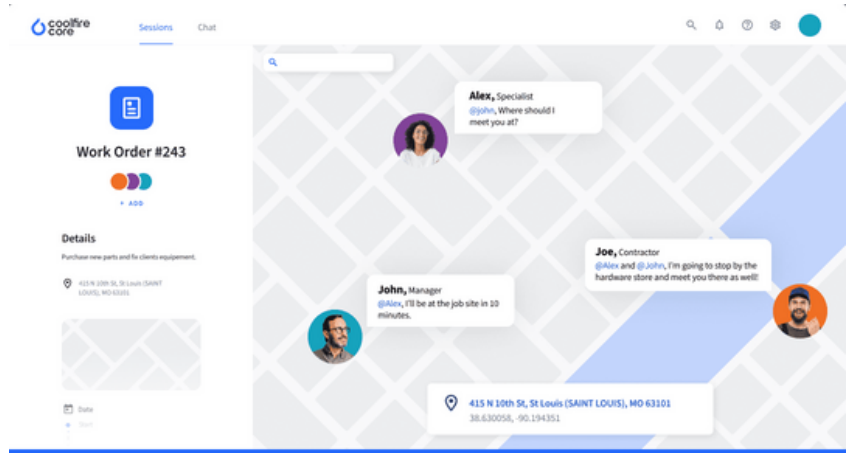 coolfire
core
Sessions
Chat
Work Order #243
+ ADD
Details
Purchase new parts and fix clients equipement.
415 N 10th St, St Louis (SAINT
LOUIS), MO 63101
Date
Start
Alex, Specialist
@john, Where should I
meet you at?
Joe, Contractor
@Alex and @John, I'm going to stop by the
hardware store and meet you there as well!
John, Manager
@Alex, I'll be at the job site in 10
minutes.
415 N 10th St, St Louis (SAINT LOUIS), MO 63101
38.630058, -90.194351